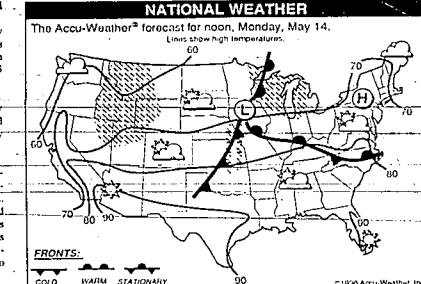 NATIONAL WEATHER
The Accu-Weather® forecast for noon, Monday, May 14.
Lines show high temperatures.
60
70
H
L
70
60
80
70
80
90
90
90
FRONTS:
COLD WARM STATIONARY
©1990 Accu-Weather, Inc.